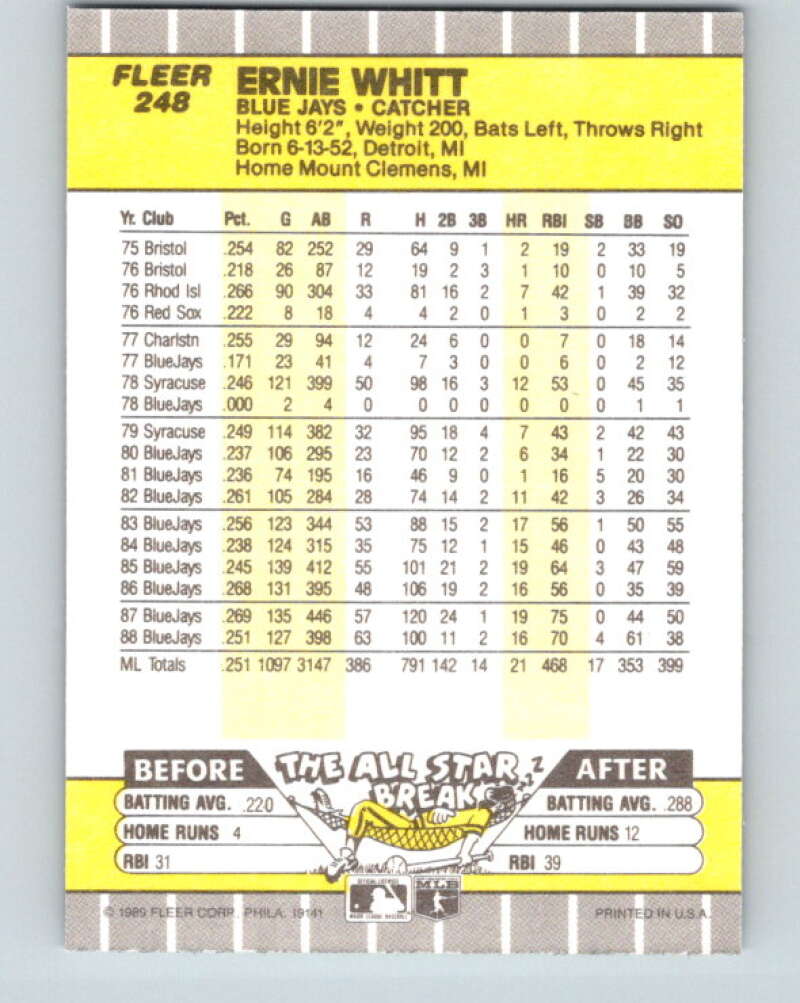 FLEER
248
ERNIE WHITT
BLUE JAYS • CATCHER
Height 6'2", Weight 200, Bats Left, Throws Right
Born 6-13-52, Detroit, MI
Home Mount Clemens, MI
Yr. Club Pct. G AB R H 2B 3B HR RBI SB BB SO
75 Bristol .254 82 252 29 64 9 1 2 19 2 33 19
76 Bristol .218 26 87 12 19 2 3 1 10 0 10 5
76 Rhod Isl .266 90 304 33 81 16 2 7 42 1 39 32
76 Red Sox .222 8 18 4 4 2 0 1 3 0 2 2
77 Charlstn .255 29 94 12 24 6 0 0 7 0 18 14
77 BlueJays .171 23 41 4 7 3 0 0 6 0 2 12
78 Syracuse .246 121 399 50 98 16 3 12 53 0 45 35
78 BlueJays .000 2 4 0 0 0 0 0 0 0 1 1
79 Syracuse .249 114 382 32 95 18 4 7 43 2 42 43
80 BlueJays .237 106 295 23 70 12 2 6 34 1 22 30
81 BlueJays .236 74 195 16 46 9 0 1 16 5 20 30
82 BlueJays .261 105 284 28 74 14 2 11 42 3 26 34
83 BlueJays .256 123 344 53 88 15 2 17 56 1 50 55
84 BlueJays .238 124 315 35 75 12 1 15 46 0 43 48
85 BlueJays .245 139 412 55 101 21 2 19 64 3 47 59
86 BlueJays .268 131 395 48 106 19 2 16 56 0 35 39
87 BlueJays .269 135 446 57 120 24 1 19 75 0 44 50
88 BlueJays .251 127 398 63 100 11 2 16 70 4 61 38
ML Totals .251 1097 3147 386 791 142 14 21 468 17 353 399
BEFORE THE ALL STAR BREAK ZZZZ AFTER
BATTING AVG. .220 BATTING AVG. .288
HOME RUNS 4 HOME RUNS 12
RBI 31 RBI 39
OFFICIAL LICENSEE
MAJOR LEAGUE BASEBALL
MLB
© 1989 FLEER CORP., PHILA. 19141 PRINTED IN U.S.A.